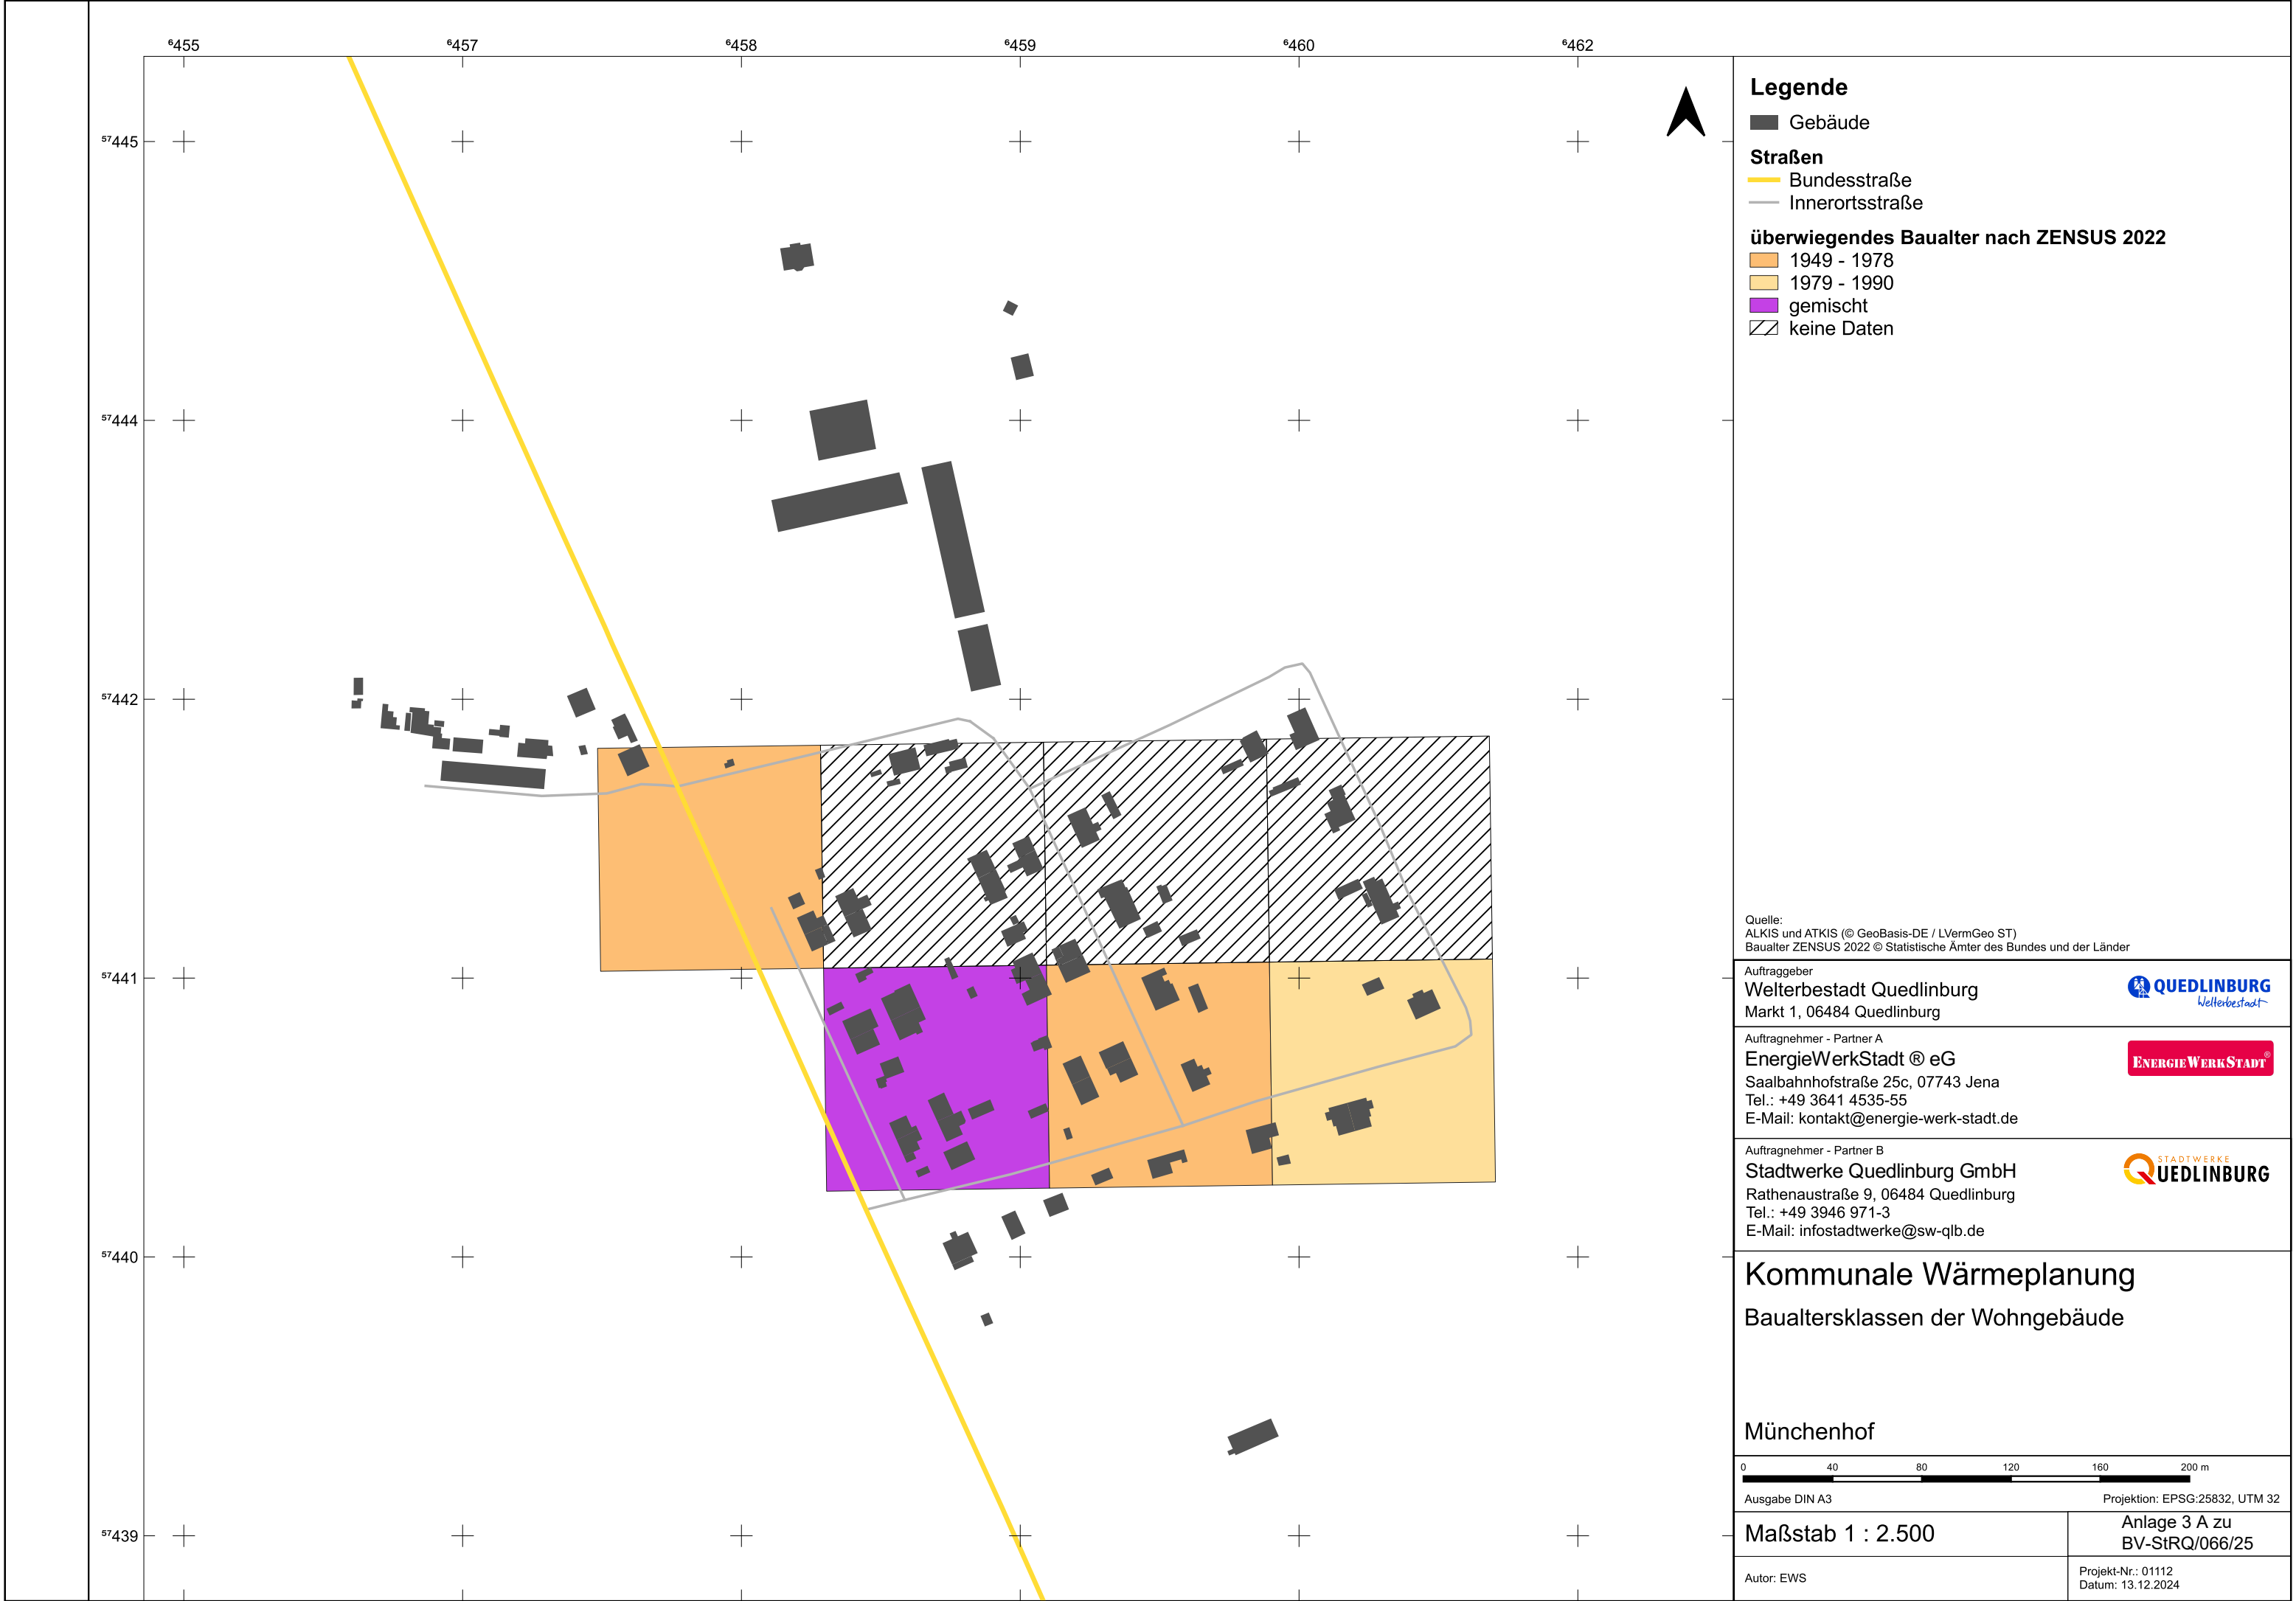 ⁶455 ⁶457 ⁶458 ⁶459 ⁶460 ⁶462
⁵⁷445
⁵⁷444
⁵⁷442
⁵⁷441
⁵⁷440
⁵⁷439
Legende
Gebäude
Straßen
Bundesstraße
Innerortsstraße
überwiegendes Baualter nach ZENSUS 2022
1949 - 1978
1979 - 1990
gemischt
keine Daten
Quelle:
ALKIS und ATKIS (© GeoBasis-DE / LVermGeo ST)
Baualter ZENSUS 2022 © Statistische Ämter des Bundes und der Länder
Auftraggeber
Welterbestadt Quedlinburg
Markt 1, 06484 Quedlinburg
QUEDLINBURG
Welterbestadt
Auftragnehmer - Partner A
EnergieWerkStadt ® eG
Saalbahnhofstraße 25c, 07743 Jena
Tel.: +49 3641 4535-55
E-Mail: kontakt@energie-werk-stadt.de
ENERGIEWERKSTADT®
Auftragnehmer - Partner B
Stadtwerke Quedlinburg GmbH
Rathenaustraße 9, 06484 Quedlinburg
Tel.: +49 3946 971-3
E-Mail: infostadtwerke@sw-qlb.de
STADTWERKE
QUEDLINBURG
Kommunale Wärmeplanung
Baualtersklassen der Wohngebäude
Münchenhof
0 40 80 120 160 200 m
Ausgabe DIN A3 Projektion: EPSG:25832, UTM 32
Maßstab 1 : 2.500
Anlage 3 A zu
BV-StRQ/066/25
Autor: EWS
Projekt-Nr.: 01112
Datum: 13.12.2024